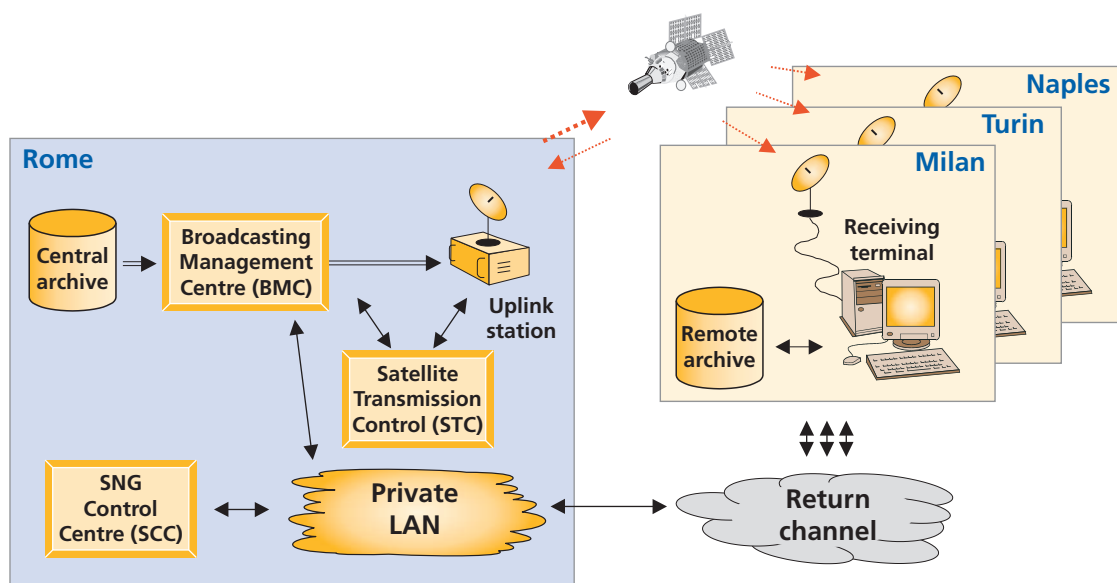 Rome
Central
archive
Broadcasting
Management
Centre (BMC)
Uplink
station
Satellite
Transmission
Control (STC)
SNG
Control
Centre (SCC)
Private
LAN
Naples
Turin
Milan
Receiving
terminal
Remote
archive
Return
channel